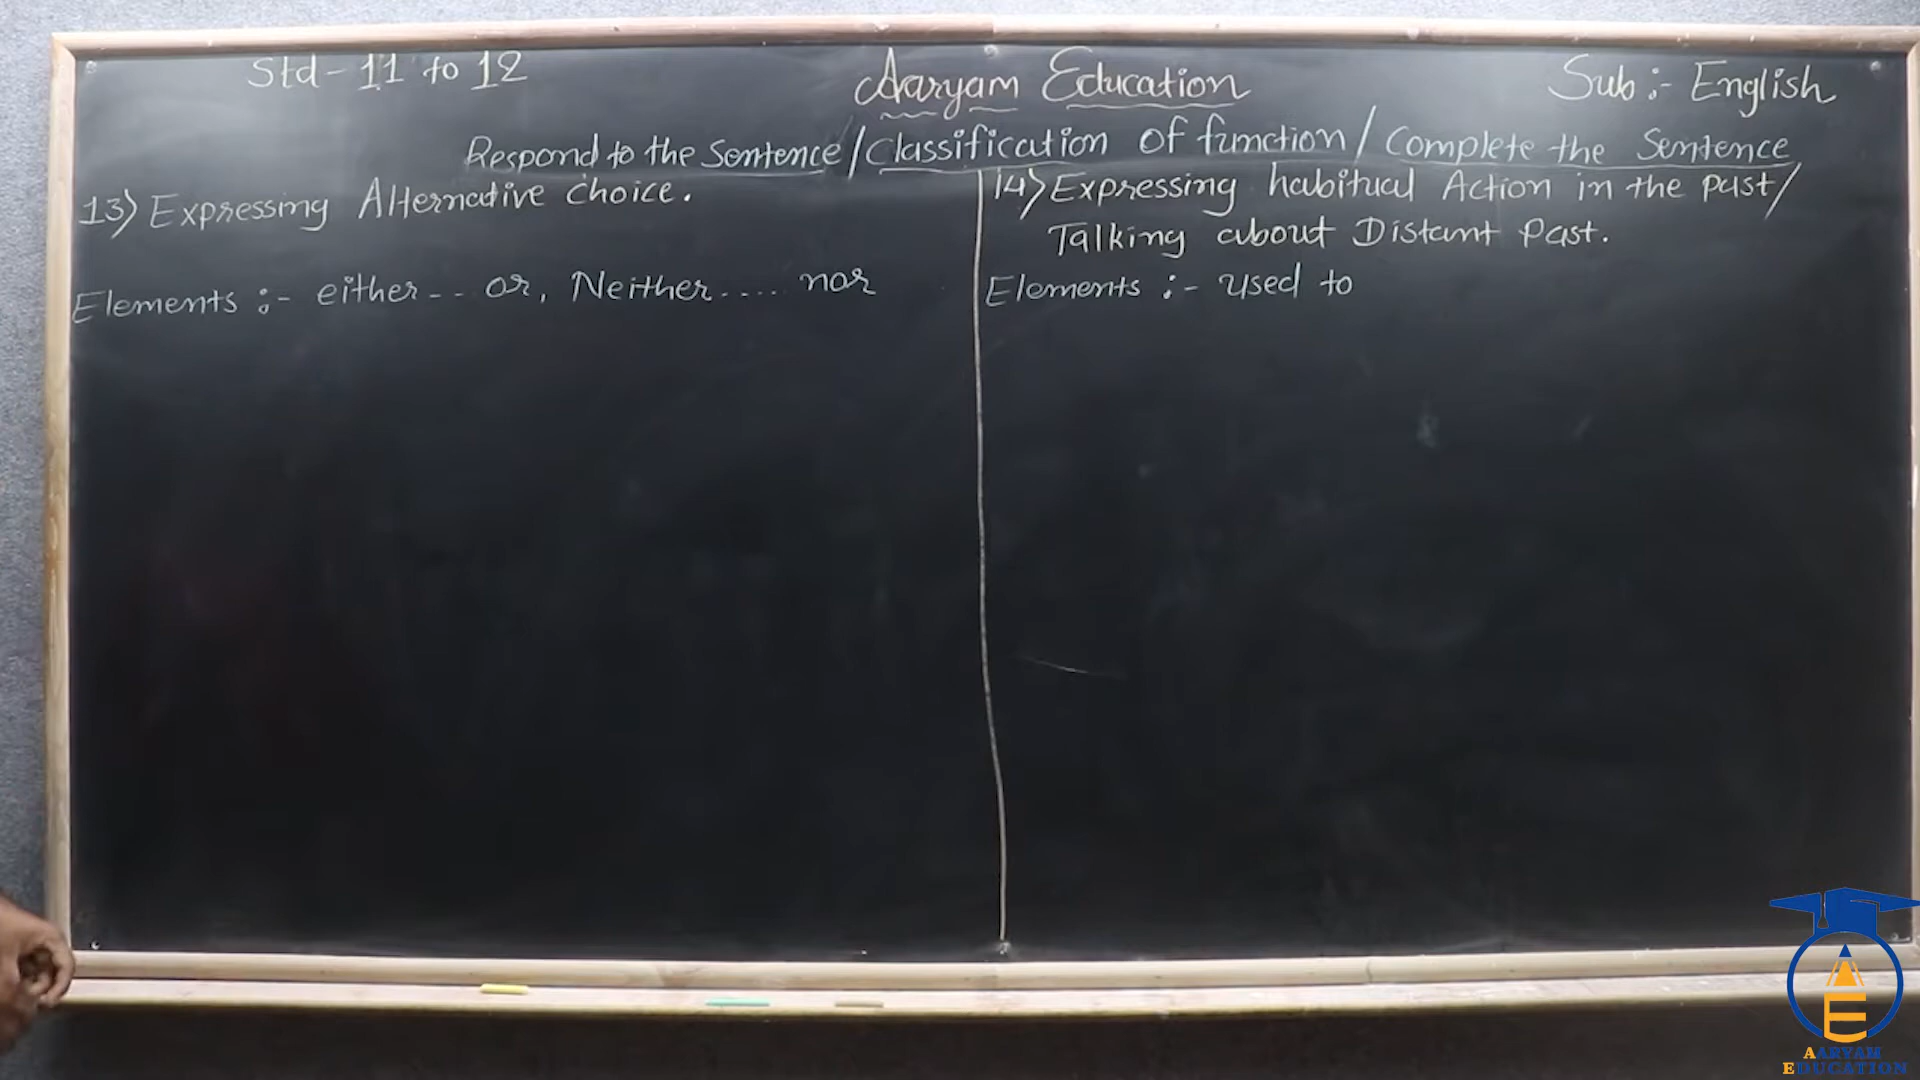 Std - 11 to 12
Aaryam Education
Sub :- English
Respond to the Sentence / Classification of function / Complete the Sentence
13) Expressing Alternative choice.
Elements :- either -- or, Neither .... nor
14) Expressing habitual Action in the past /
Talking about Distant Past.
Elements :- used to
AARYAM
EDUCATION